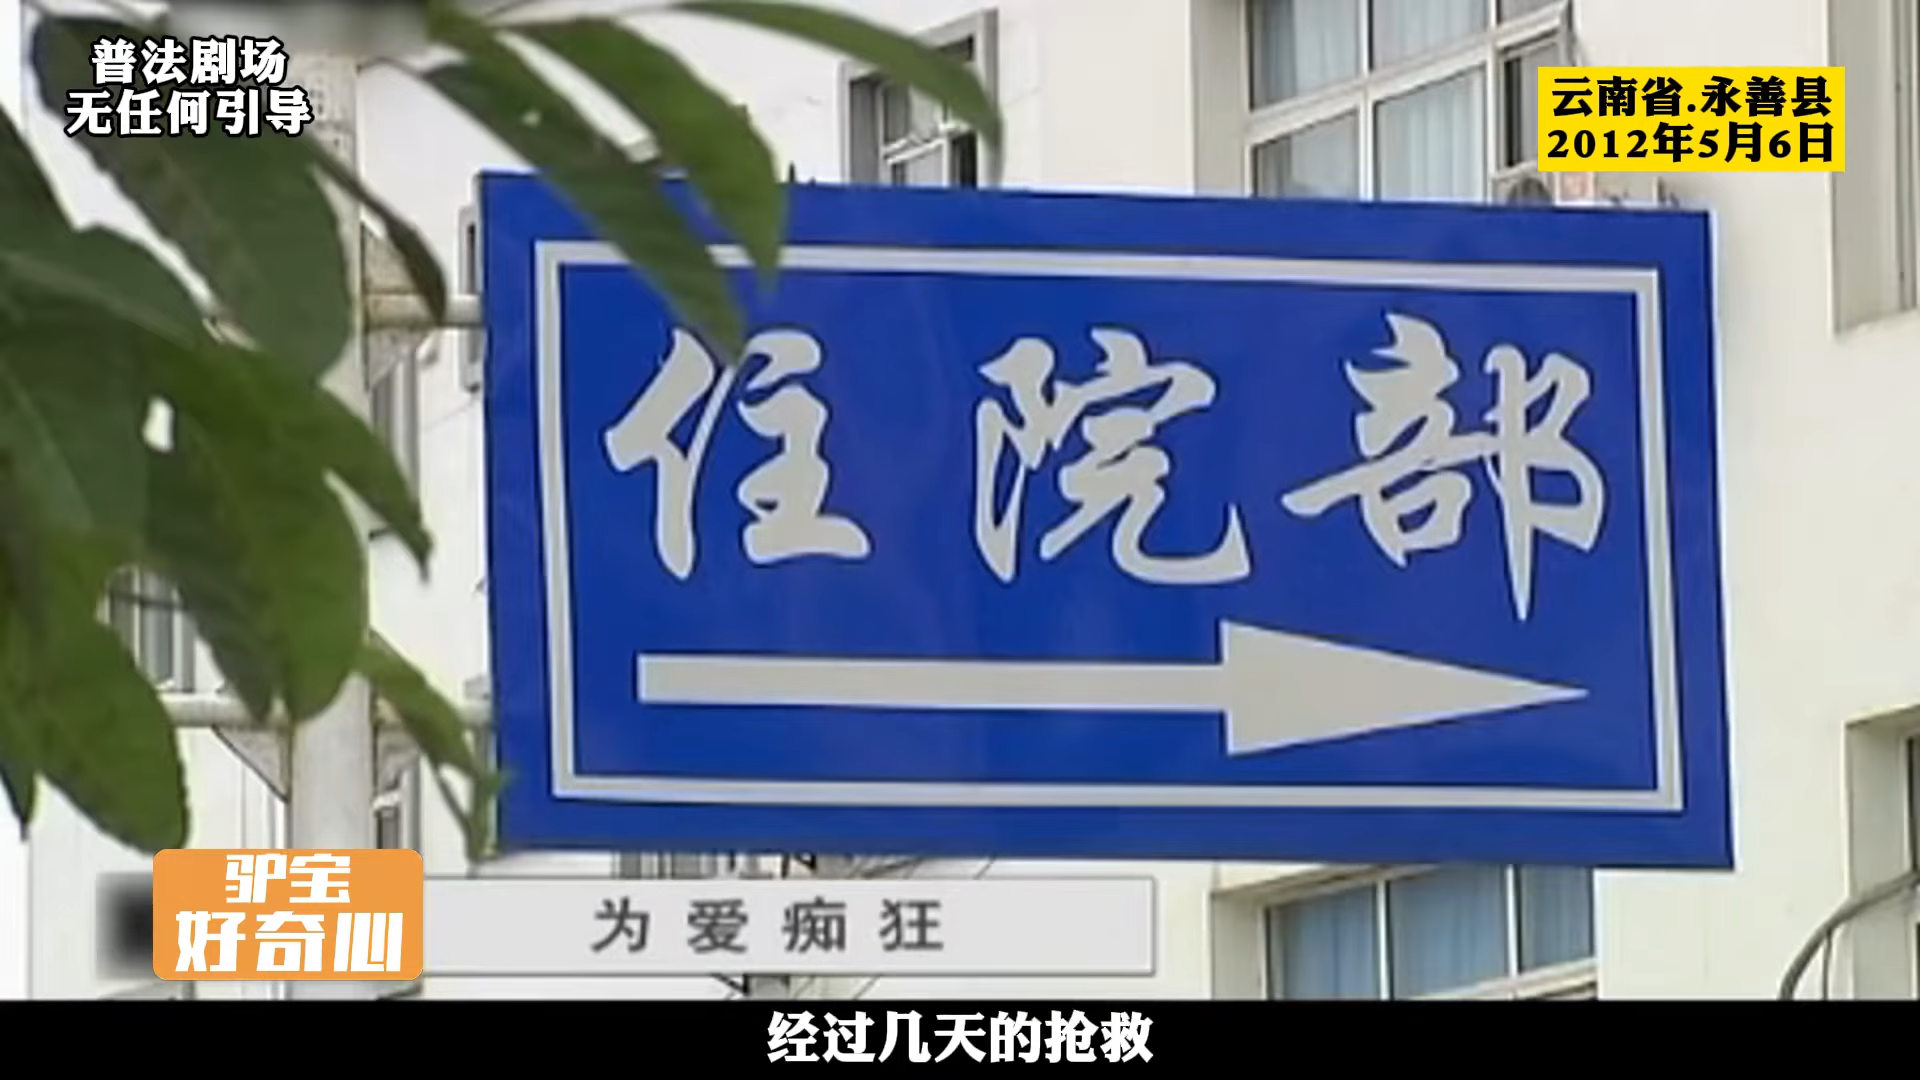 普法剧场
无任何引导
云南省.永善县
2012年5月6日
住院部
驴宝
好奇心
为爱痴狂
经过几天的抢救